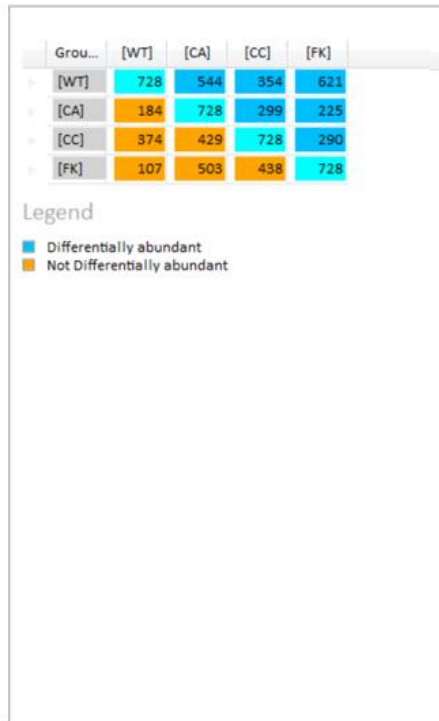 Grou... [WT] [CA] [CC] [FK]
[WT] 728 544 354 621
[CA] 184 728 299 225
[CC] 374 429 728 290
[FK] 107 503 438 728
Legend
Differentially abundant
Not Differentially abundant